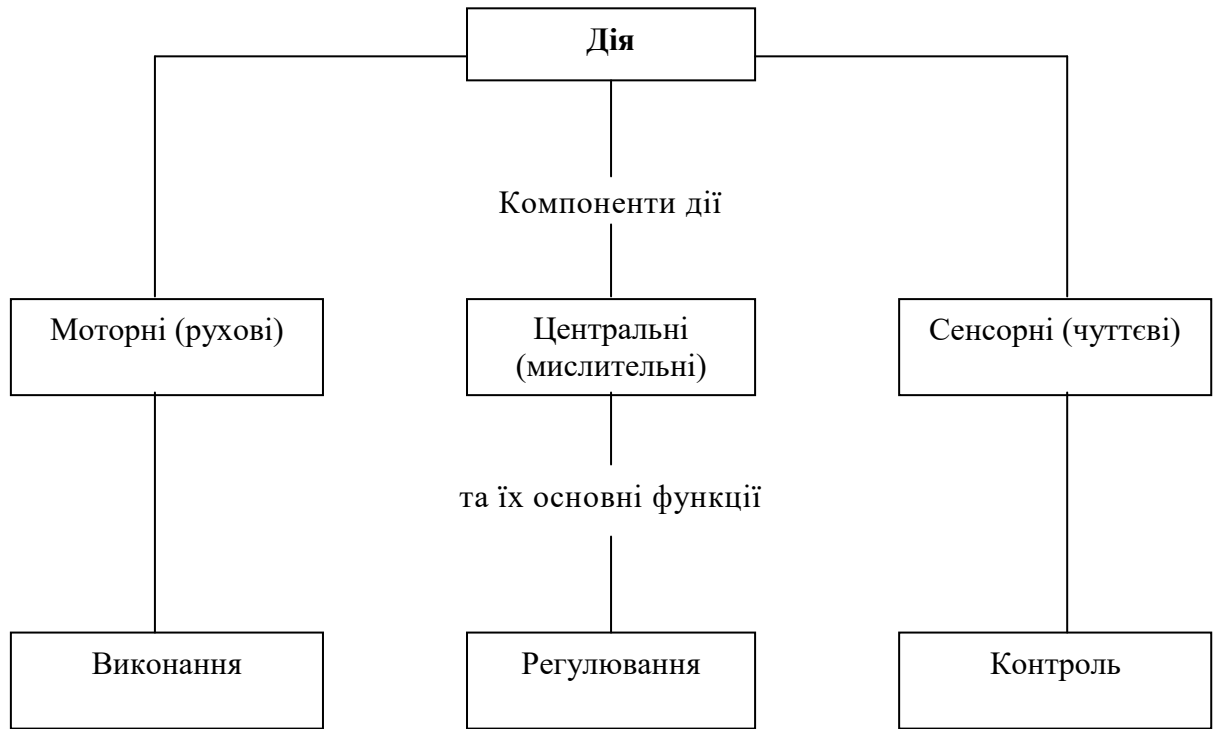 Дія
Компоненти дії
Моторні (рухові)
Центральні
(мислительні)
Сенсорні (чуттєві)
та їх основні функції
Виконання
Регулювання
Контроль